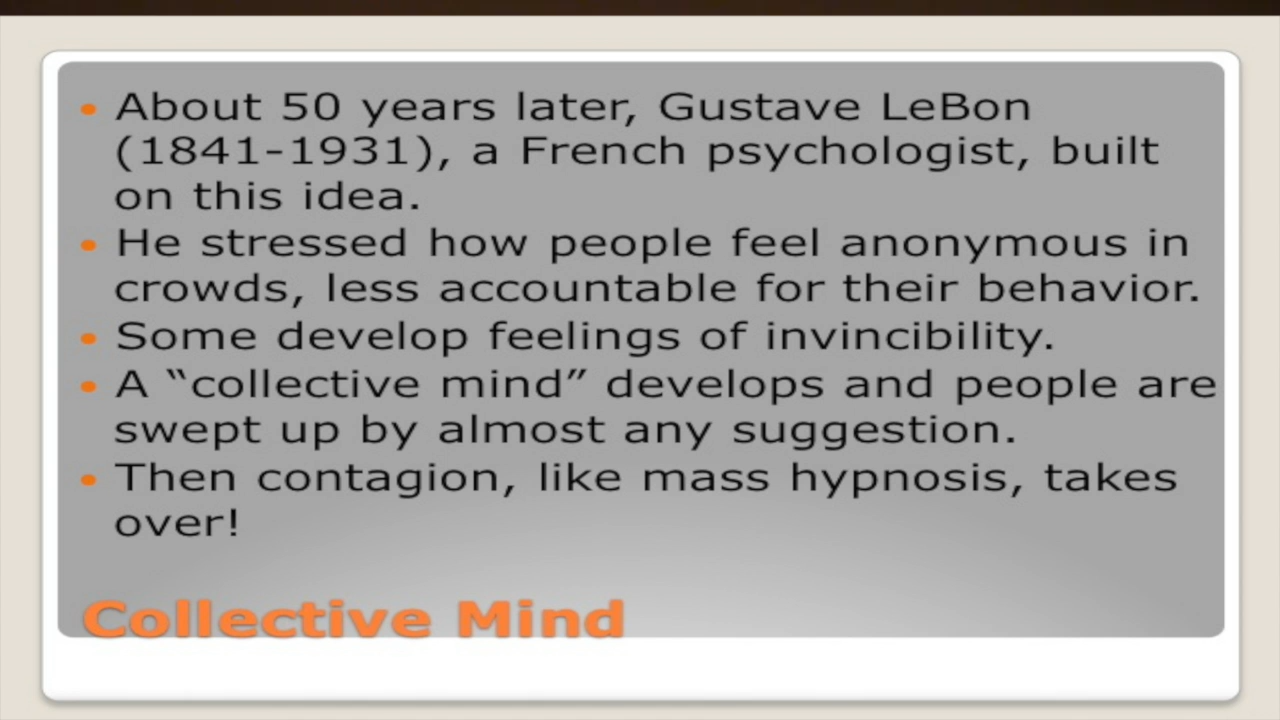 • About 50 years later, Gustave LeBon
(1841-1931), a French psychologist, built
on this idea.
• He stressed how people feel anonymous in
crowds, less accountable for their behavior.
• Some develop feelings of invincibility.
• A “collective mind” develops and people are
swept up by almost any suggestion.
• Then contagion, like mass hypnosis, takes
over!
Collective Mind